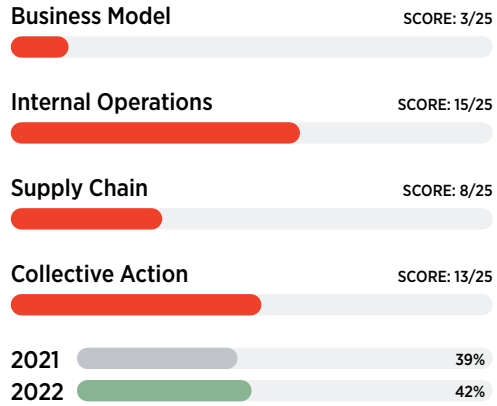 Business Model SCORE: 3/25
Internal Operations SCORE: 15/25
Supply Chain SCORE: 8/25
Collective Action SCORE: 13/25
2021 39%
2022 42%